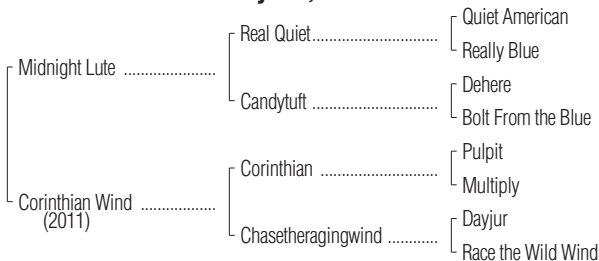 Quiet American
Real Quiet..............................
Really Blue
Midnight Lute ......................
Dehere
Candytuft ..............................
Bolt From the Blue
Pulpit
Corinthian ............................
Multiply
Corinthian Wind ..................
(2011)
Dayjur
Chasetheragingwind ............
Race the Wild Wind